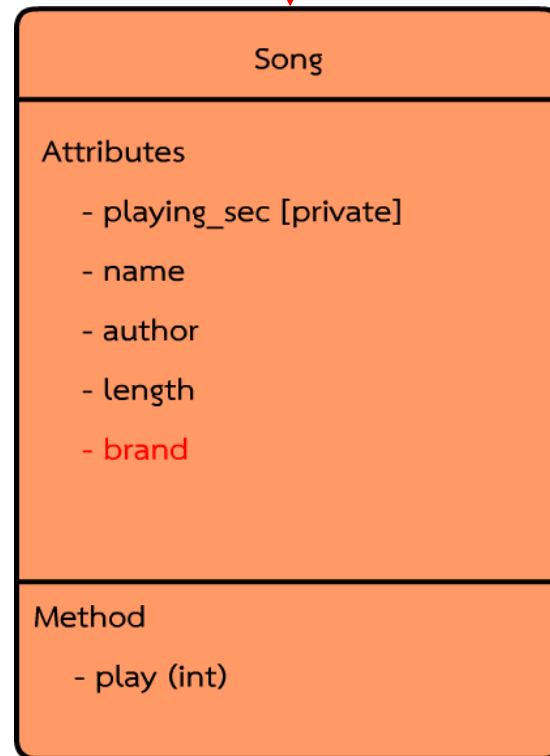 Song
Attributes
- playing_sec [private]
- name
- author
- length
- brand
Method
- play (int)